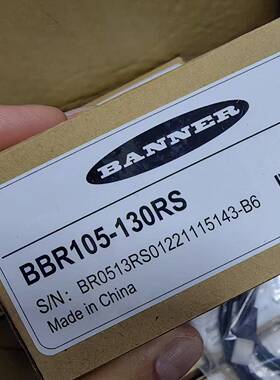 BANNER
BBR105-130RS
S/N: BR0513RS01221115143-B6
Made in China